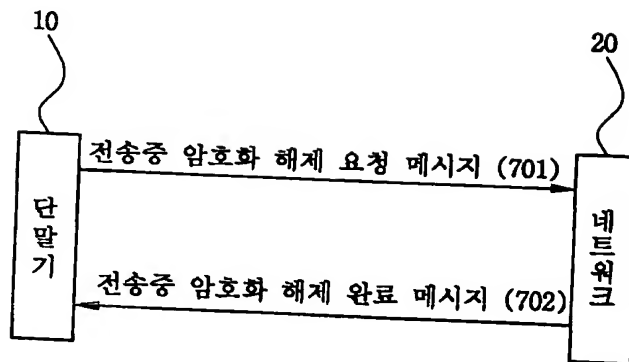 10
20
전송중 암호화 해제 요청 메시지 (701)
단말기
네트워크
전송중 암호화 해제 완료 메시지 (702)